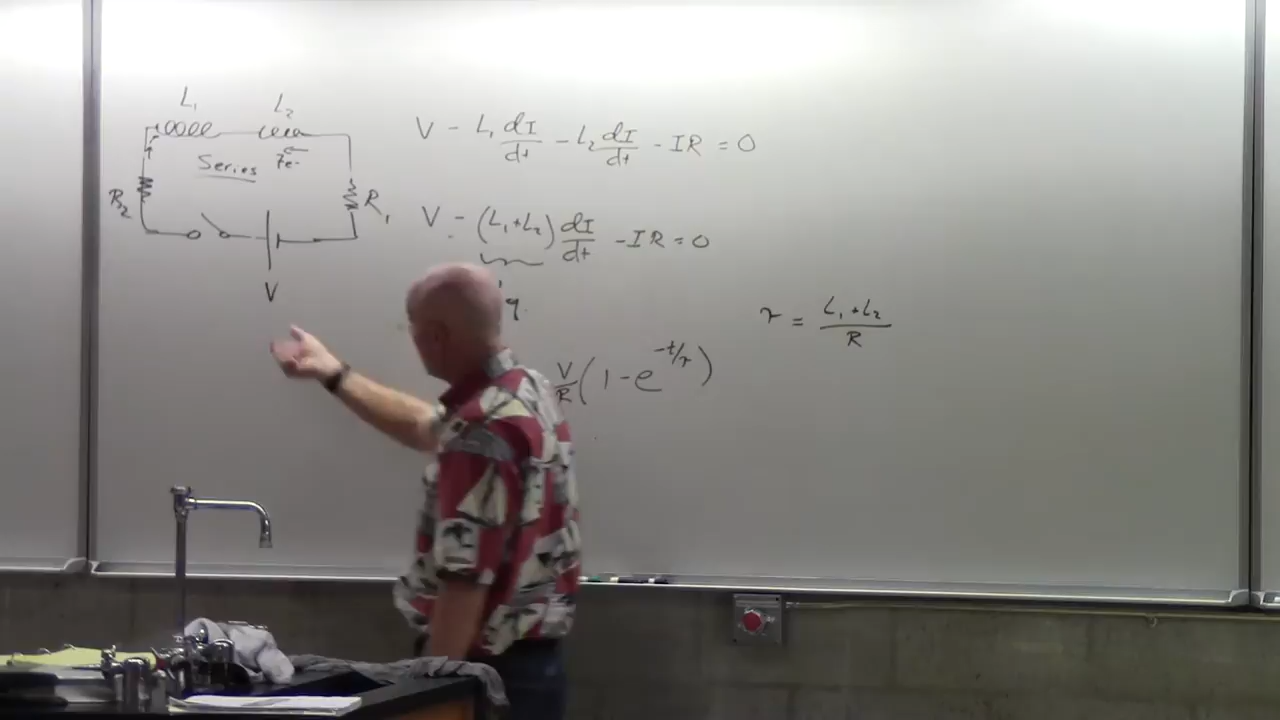 L₁ L₂
Series
R₂
R₁
V
V - L₁ dI/dt - L₂ dI/dt - IR = 0
V - (L₁+L₂) dI/dt - IR = 0
q.
V/R (1 - e^(-t/τ))
τ = (L₁+L₂)/R